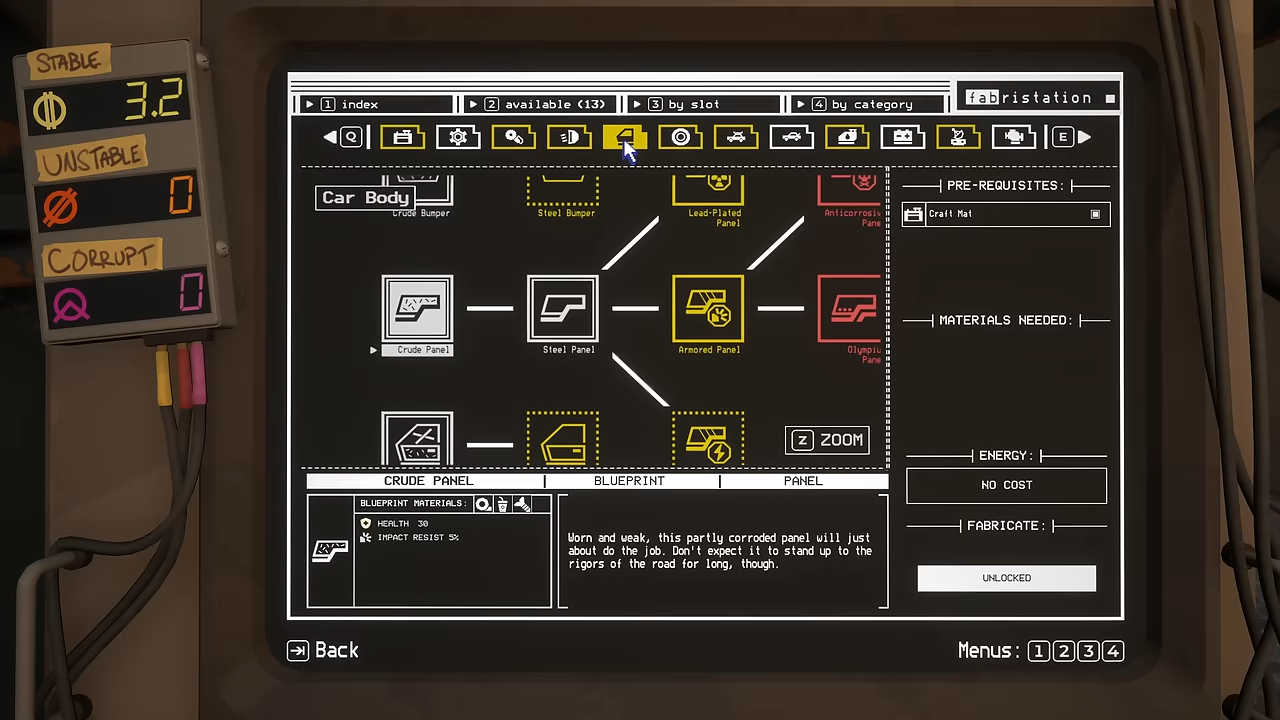 STABLE
3.2
UNSTABLE
0
CORRUPT
0
1 index
2 available (13)
3 by slot
4 by category
fabristation
Q
E
Car Body
Crude Bumper
Steel Bumper
Lead-Plated
Panel
Crude Panel
Steel Panel
Armored Panel
Z ZOOM
PRE-REQUISITES:
Craft Mat
MATERIALS NEEDED:
ENERGY:
NO COST
FABRICATE:
UNLOCKED
CRUDE PANEL
BLUEPRINT
PANEL
BLUEPRINT MATERIALS:
HEALTH 30
IMPACT RESIST 5%
Worn and weak, this partly corroded panel will just
about do the job. Don't expect it to stand up to the
rigors of the road for long, though.
Back
Menus: 1 2 3 4